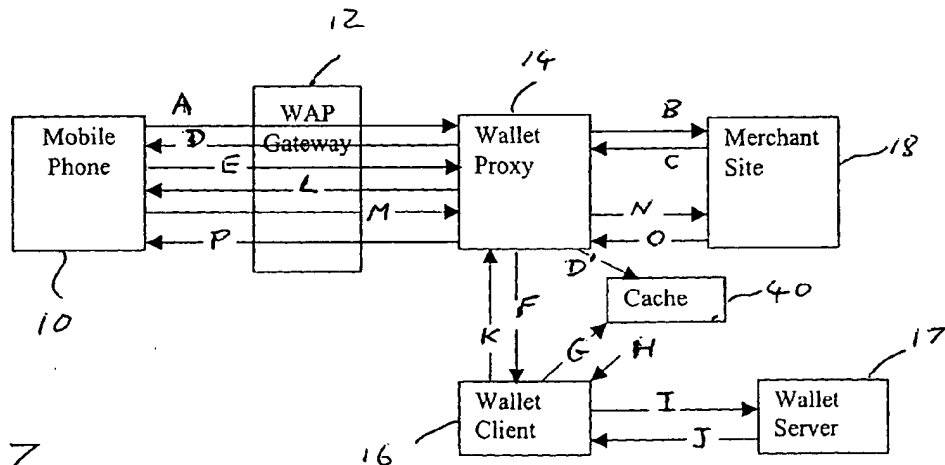 12
14
A
WAP
Gateway
B
Mobile
Phone
D
Wallet
Proxy
Merchant
Site
C
18
E
L
M
N
P
O
D'
10
Cache
40
K
F
G
H
17
Wallet
Client
I
Wallet
Server
J
16
7